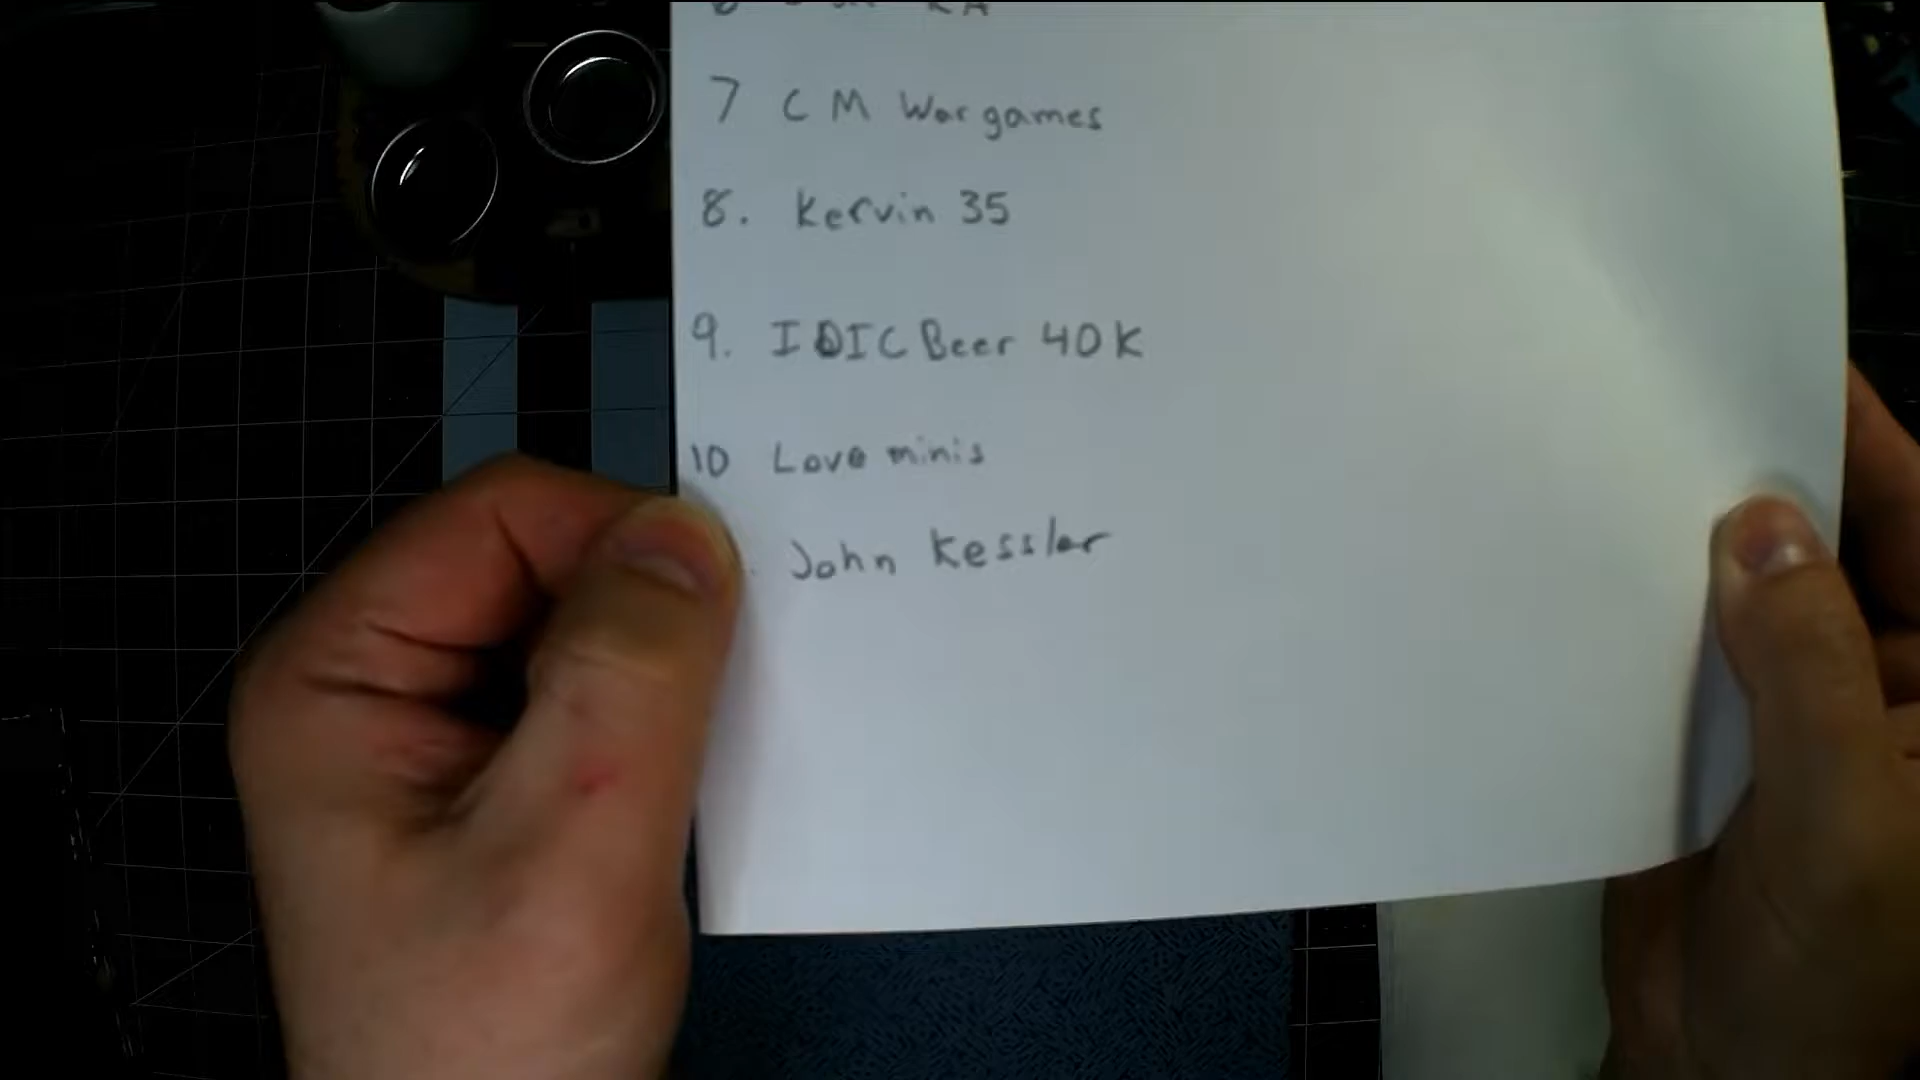 7 C M Wargames
8. Kervin 35
9. IDIC Beer 40K
10 Love minis
John Kessler